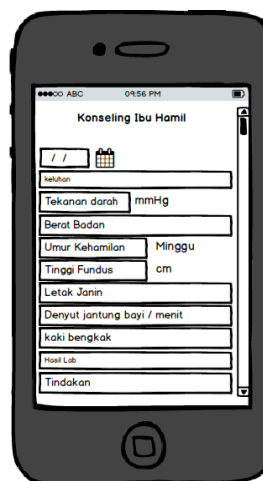 ABC 09:56 PM
Konseling Ibu Hamil
/ /
keluhan
Tekanan darah mmHg
Berat Badan
Umur Kehamilan Minggu
Tinggi Fundus cm
Letak Janin
Denyut jantung bayi / menit
kaki bengkak
Hasil Lab
Tindakan